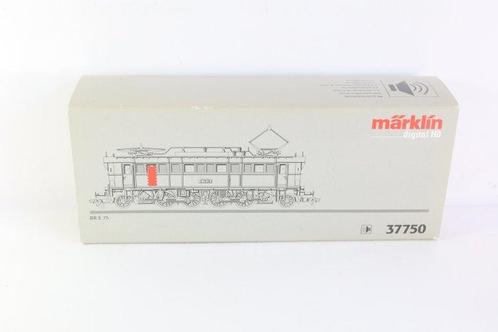 märklin
digital H0
BR E 75
37750